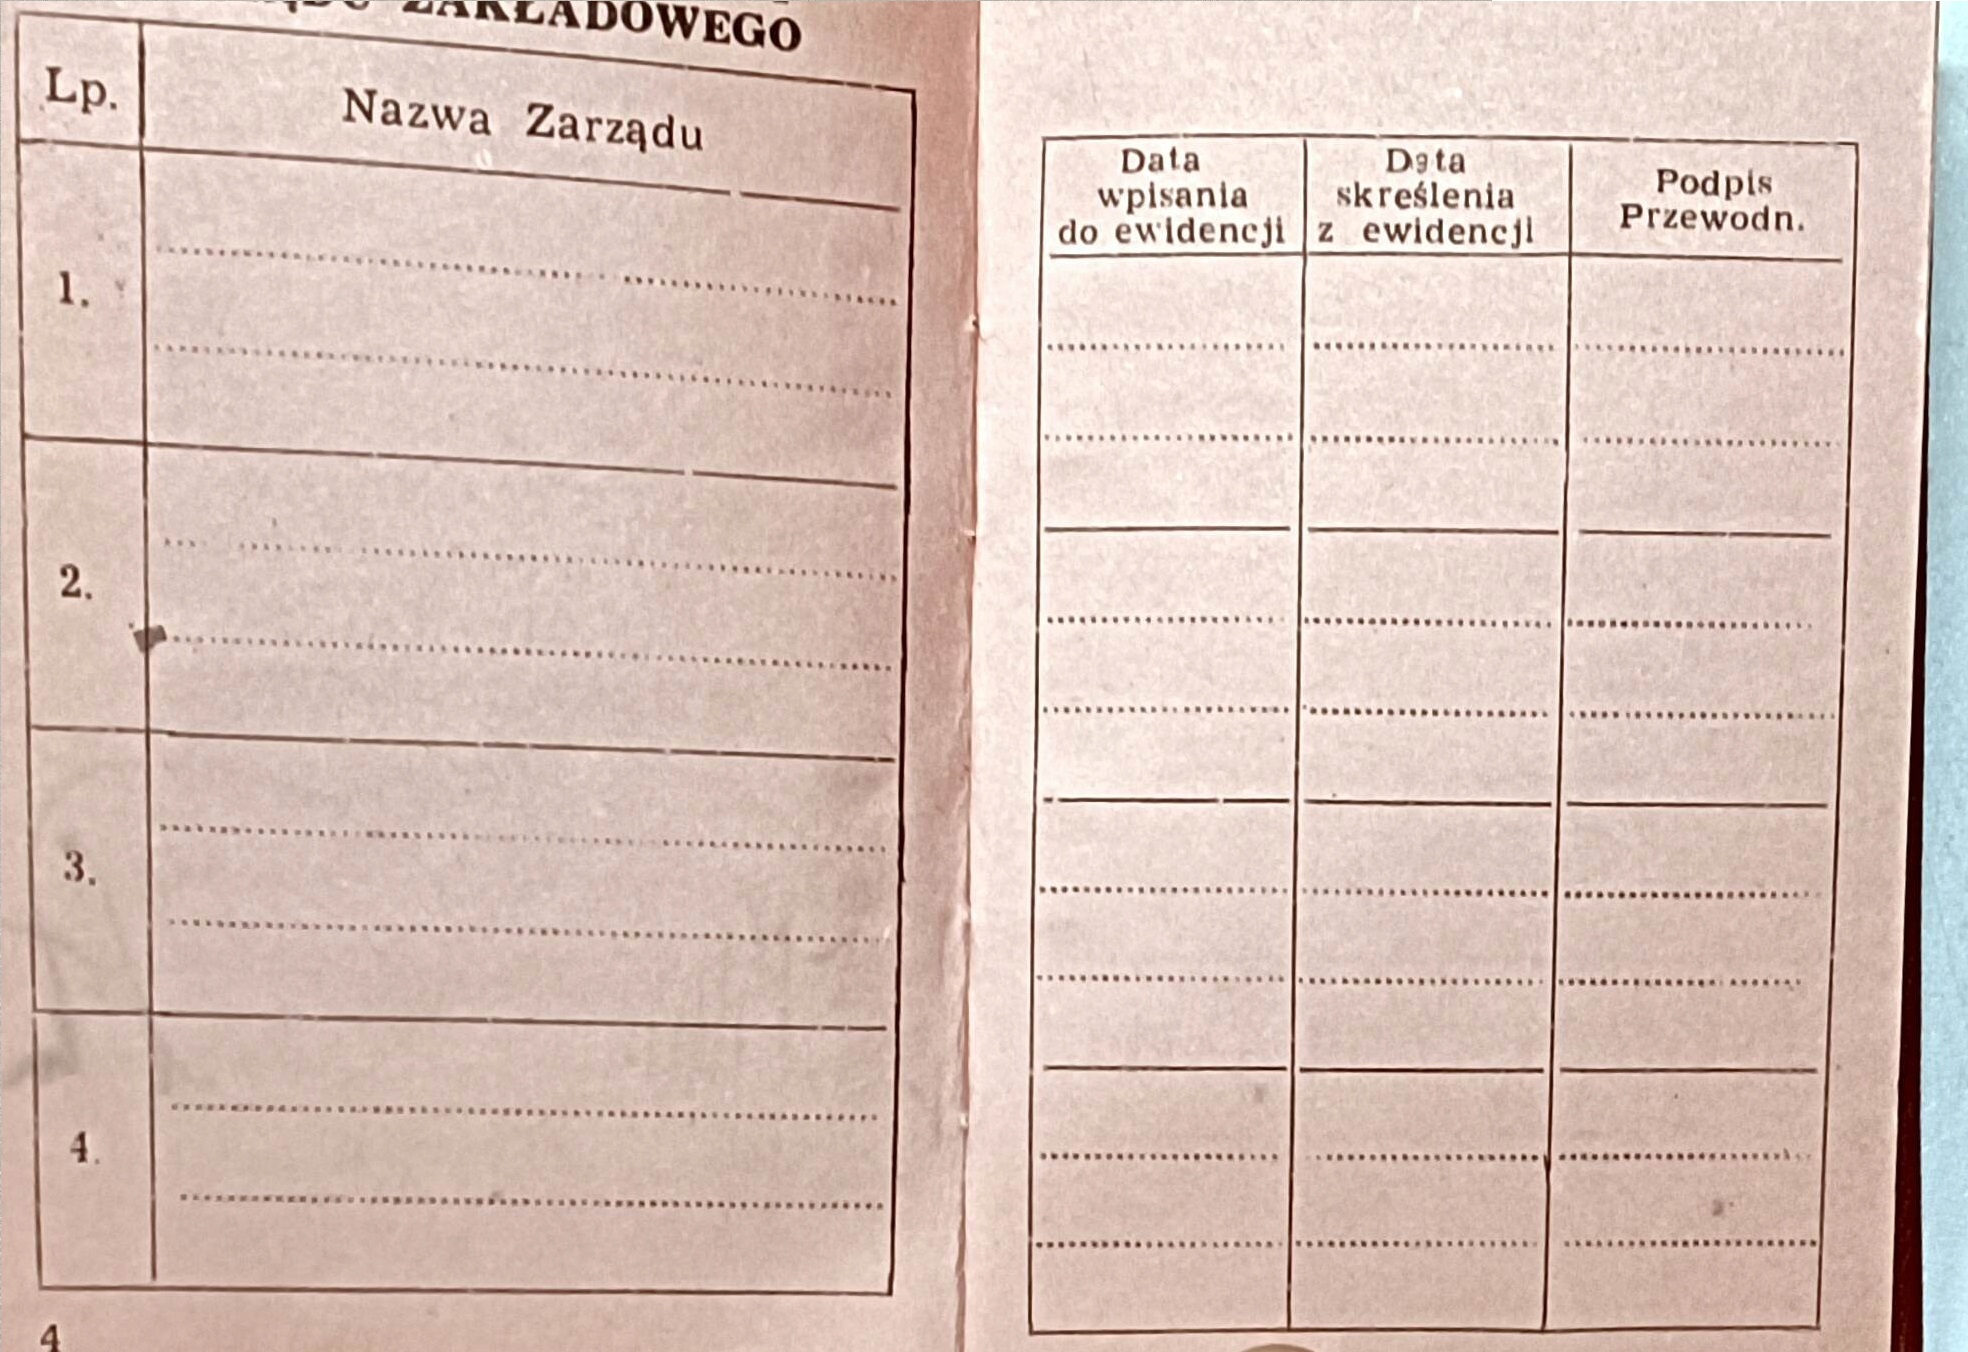 ZAKŁADOWEGO
Lp.
Nazwa Zarządu
1.
2.
3.
4.
4
Data
wpisania
do ewidencji
Data
skreślenia
z ewidencji
Podpis
Przewodn.